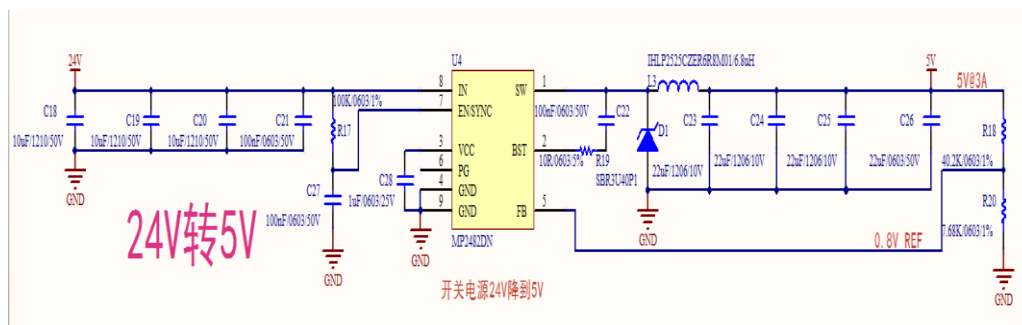 24V
U4
IHLP2525CZER6R8M01/6.8uH
5V
5V@3A
L3
8
IN
SW
1
100K/0603/1%
7
EN/SYNC
100nF/0603/50V
C22
C18
C19
C20
C21
R17
C23
C24
C25
C26
R18
10uF/1210/50V
10uF/1210/50V
10uF/1210/50V
100nF/0603/50V
D1
3
VCC
BST
2
10R/0603/5%
R19
22uF/1206/10V
22uF/1206/10V
22uF/1206/10V
22uF/0603/50V
40.2K/0603/1%
6
PG
SBR3U40P1
C28
4
GND
C27
1uF/0603/25V
9
GND
FB
5
R20
100nF/0603/50V
7.68K/0603/1%
GND
24V转5V
MP2482DN
GND
0.8V REF
GND
GND
GND
开关电源24V降到5V